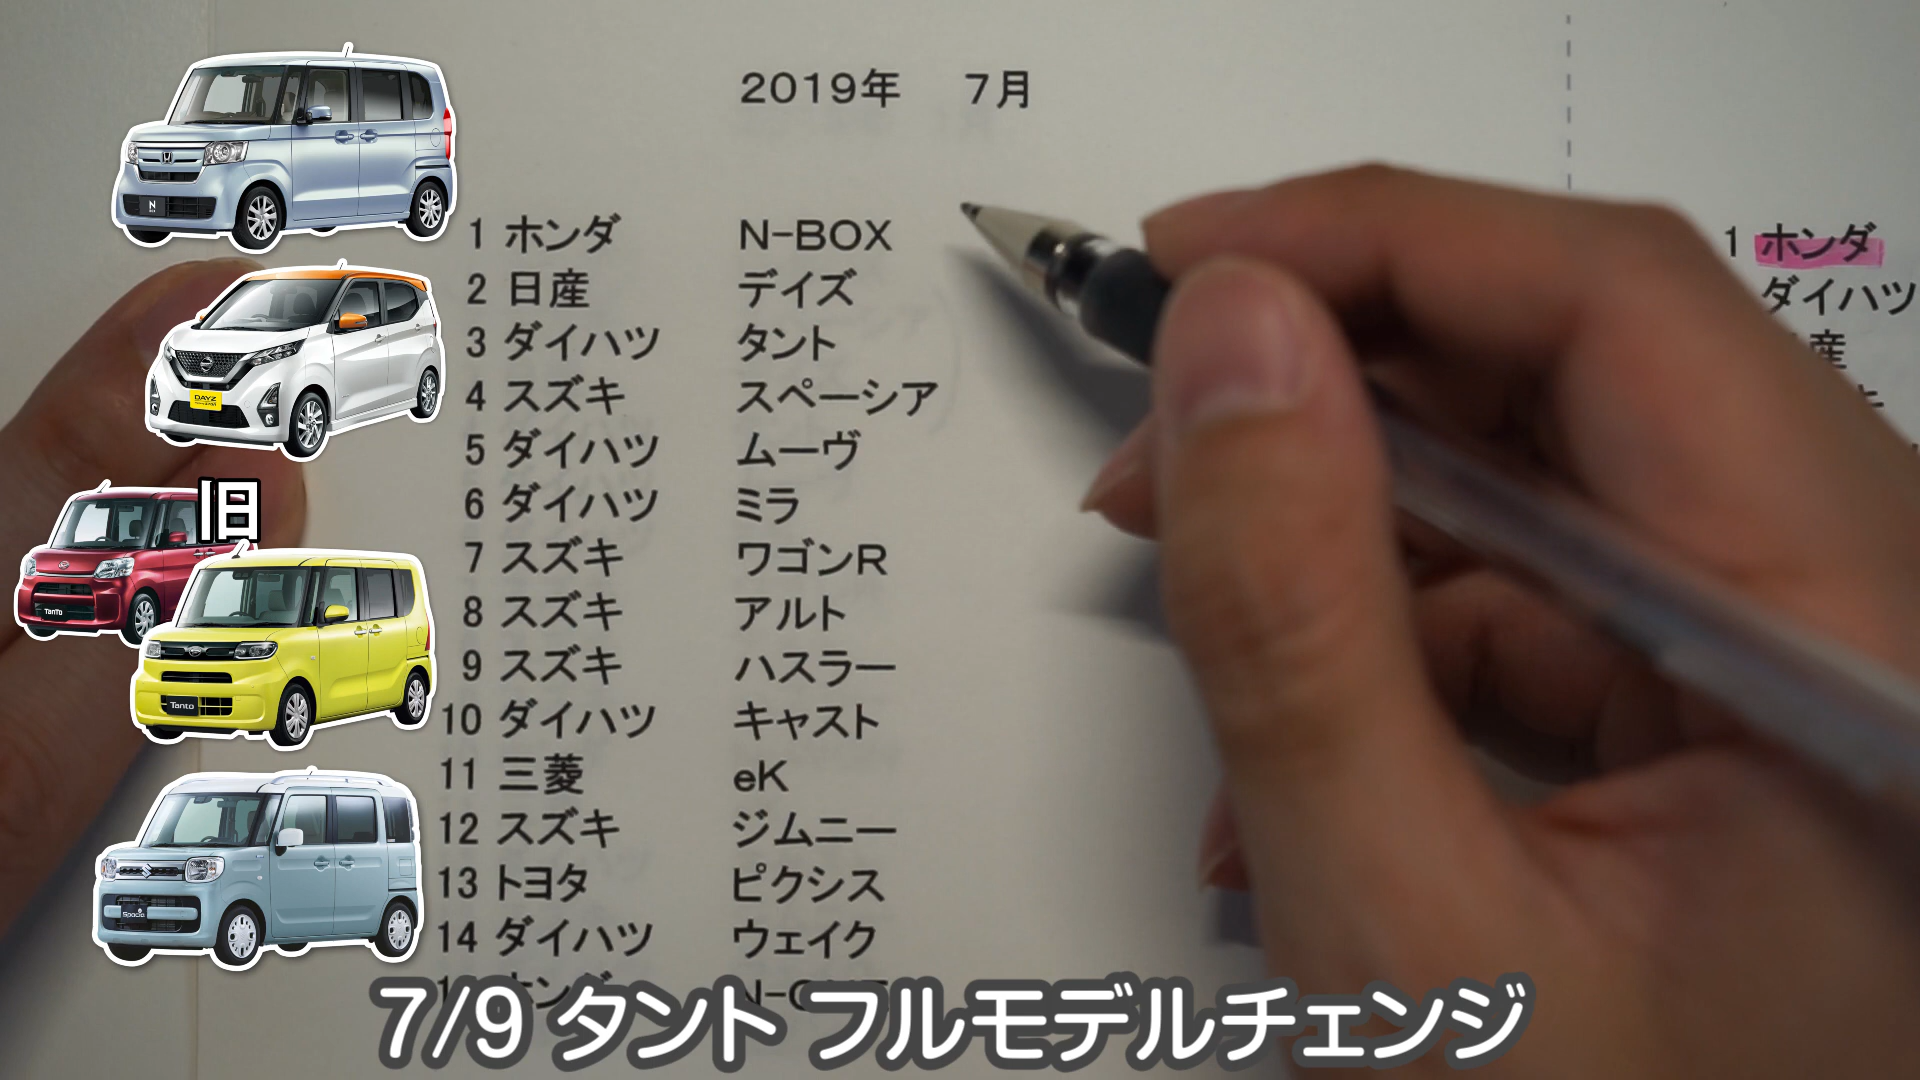 2019年 7月
1 ホンダ N-BOX
2 日産 デイズ
3 ダイハツ タント
4 スズキ スペーシア
5 ダイハツ ムーヴ
6 ダイハツ ミラ
7 スズキ ワゴンR
8 スズキ アルト
9 スズキ ハスラー
10 ダイハツ キャスト
11 三菱 eK
12 スズキ ジムニー
13 トヨタ ピクシス
14 ダイハツ ウェイク
1 ホンダ
ダイハツ
産
N
DAYZ
旧
TanTo
Tanto
Spacia
7/9 タント フルモデルチェンジ